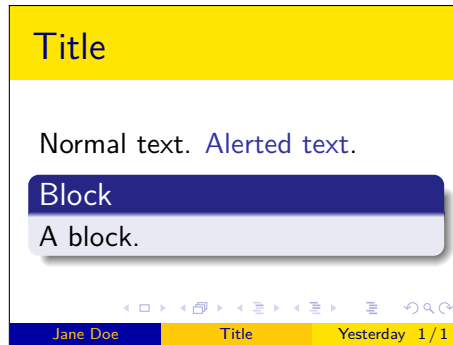 Title
Normal text. Alerted text.
Block
A block.
Jane Doe Title Yesterday 1 / 1